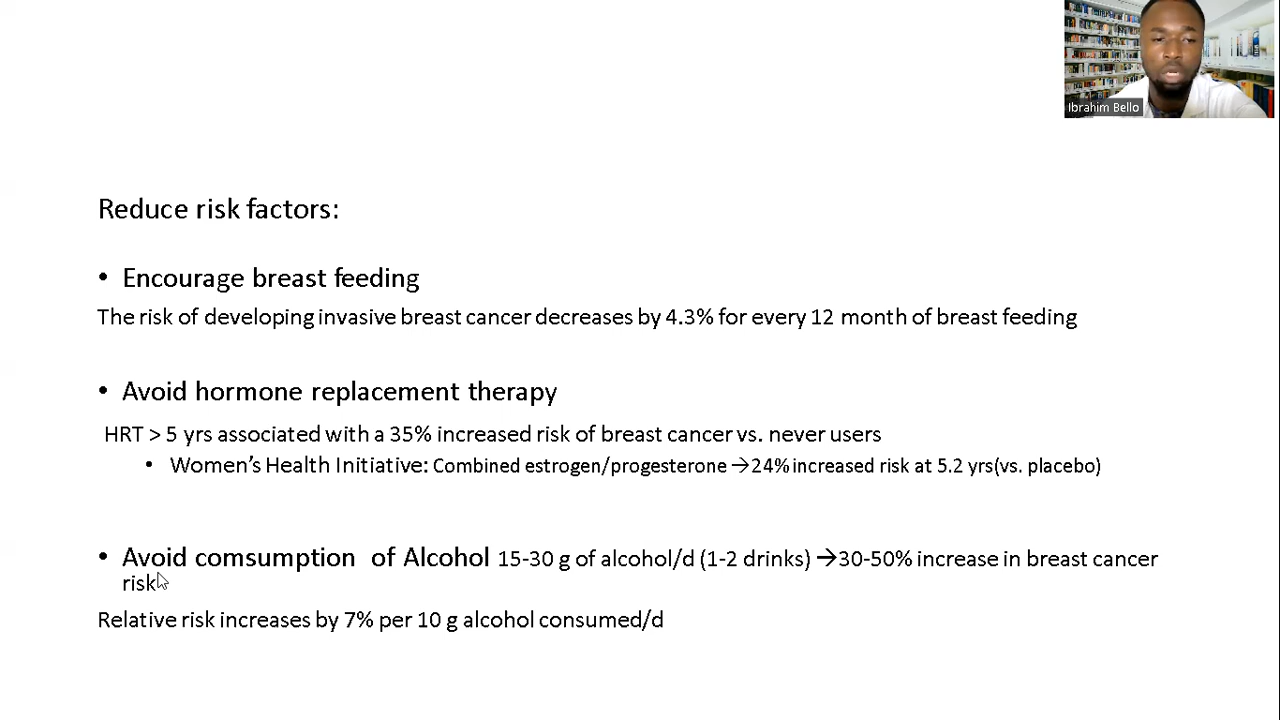 Ibrahim Bello
Reduce risk factors:
• Encourage breast feeding
The risk of developing invasive breast cancer decreases by 4.3% for every 12 month of breast feeding
• Avoid hormone replacement therapy
HRT > 5 yrs associated with a 35% increased risk of breast cancer vs. never users
• Women's Health Initiative: Combined estrogen/progesterone →24% increased risk at 5.2 yrs(vs. placebo)
• Avoid comsumption of Alcohol 15-30 g of alcohol/d (1-2 drinks) →30-50% increase in breast cancer
risk
Relative risk increases by 7% per 10 g alcohol consumed/d